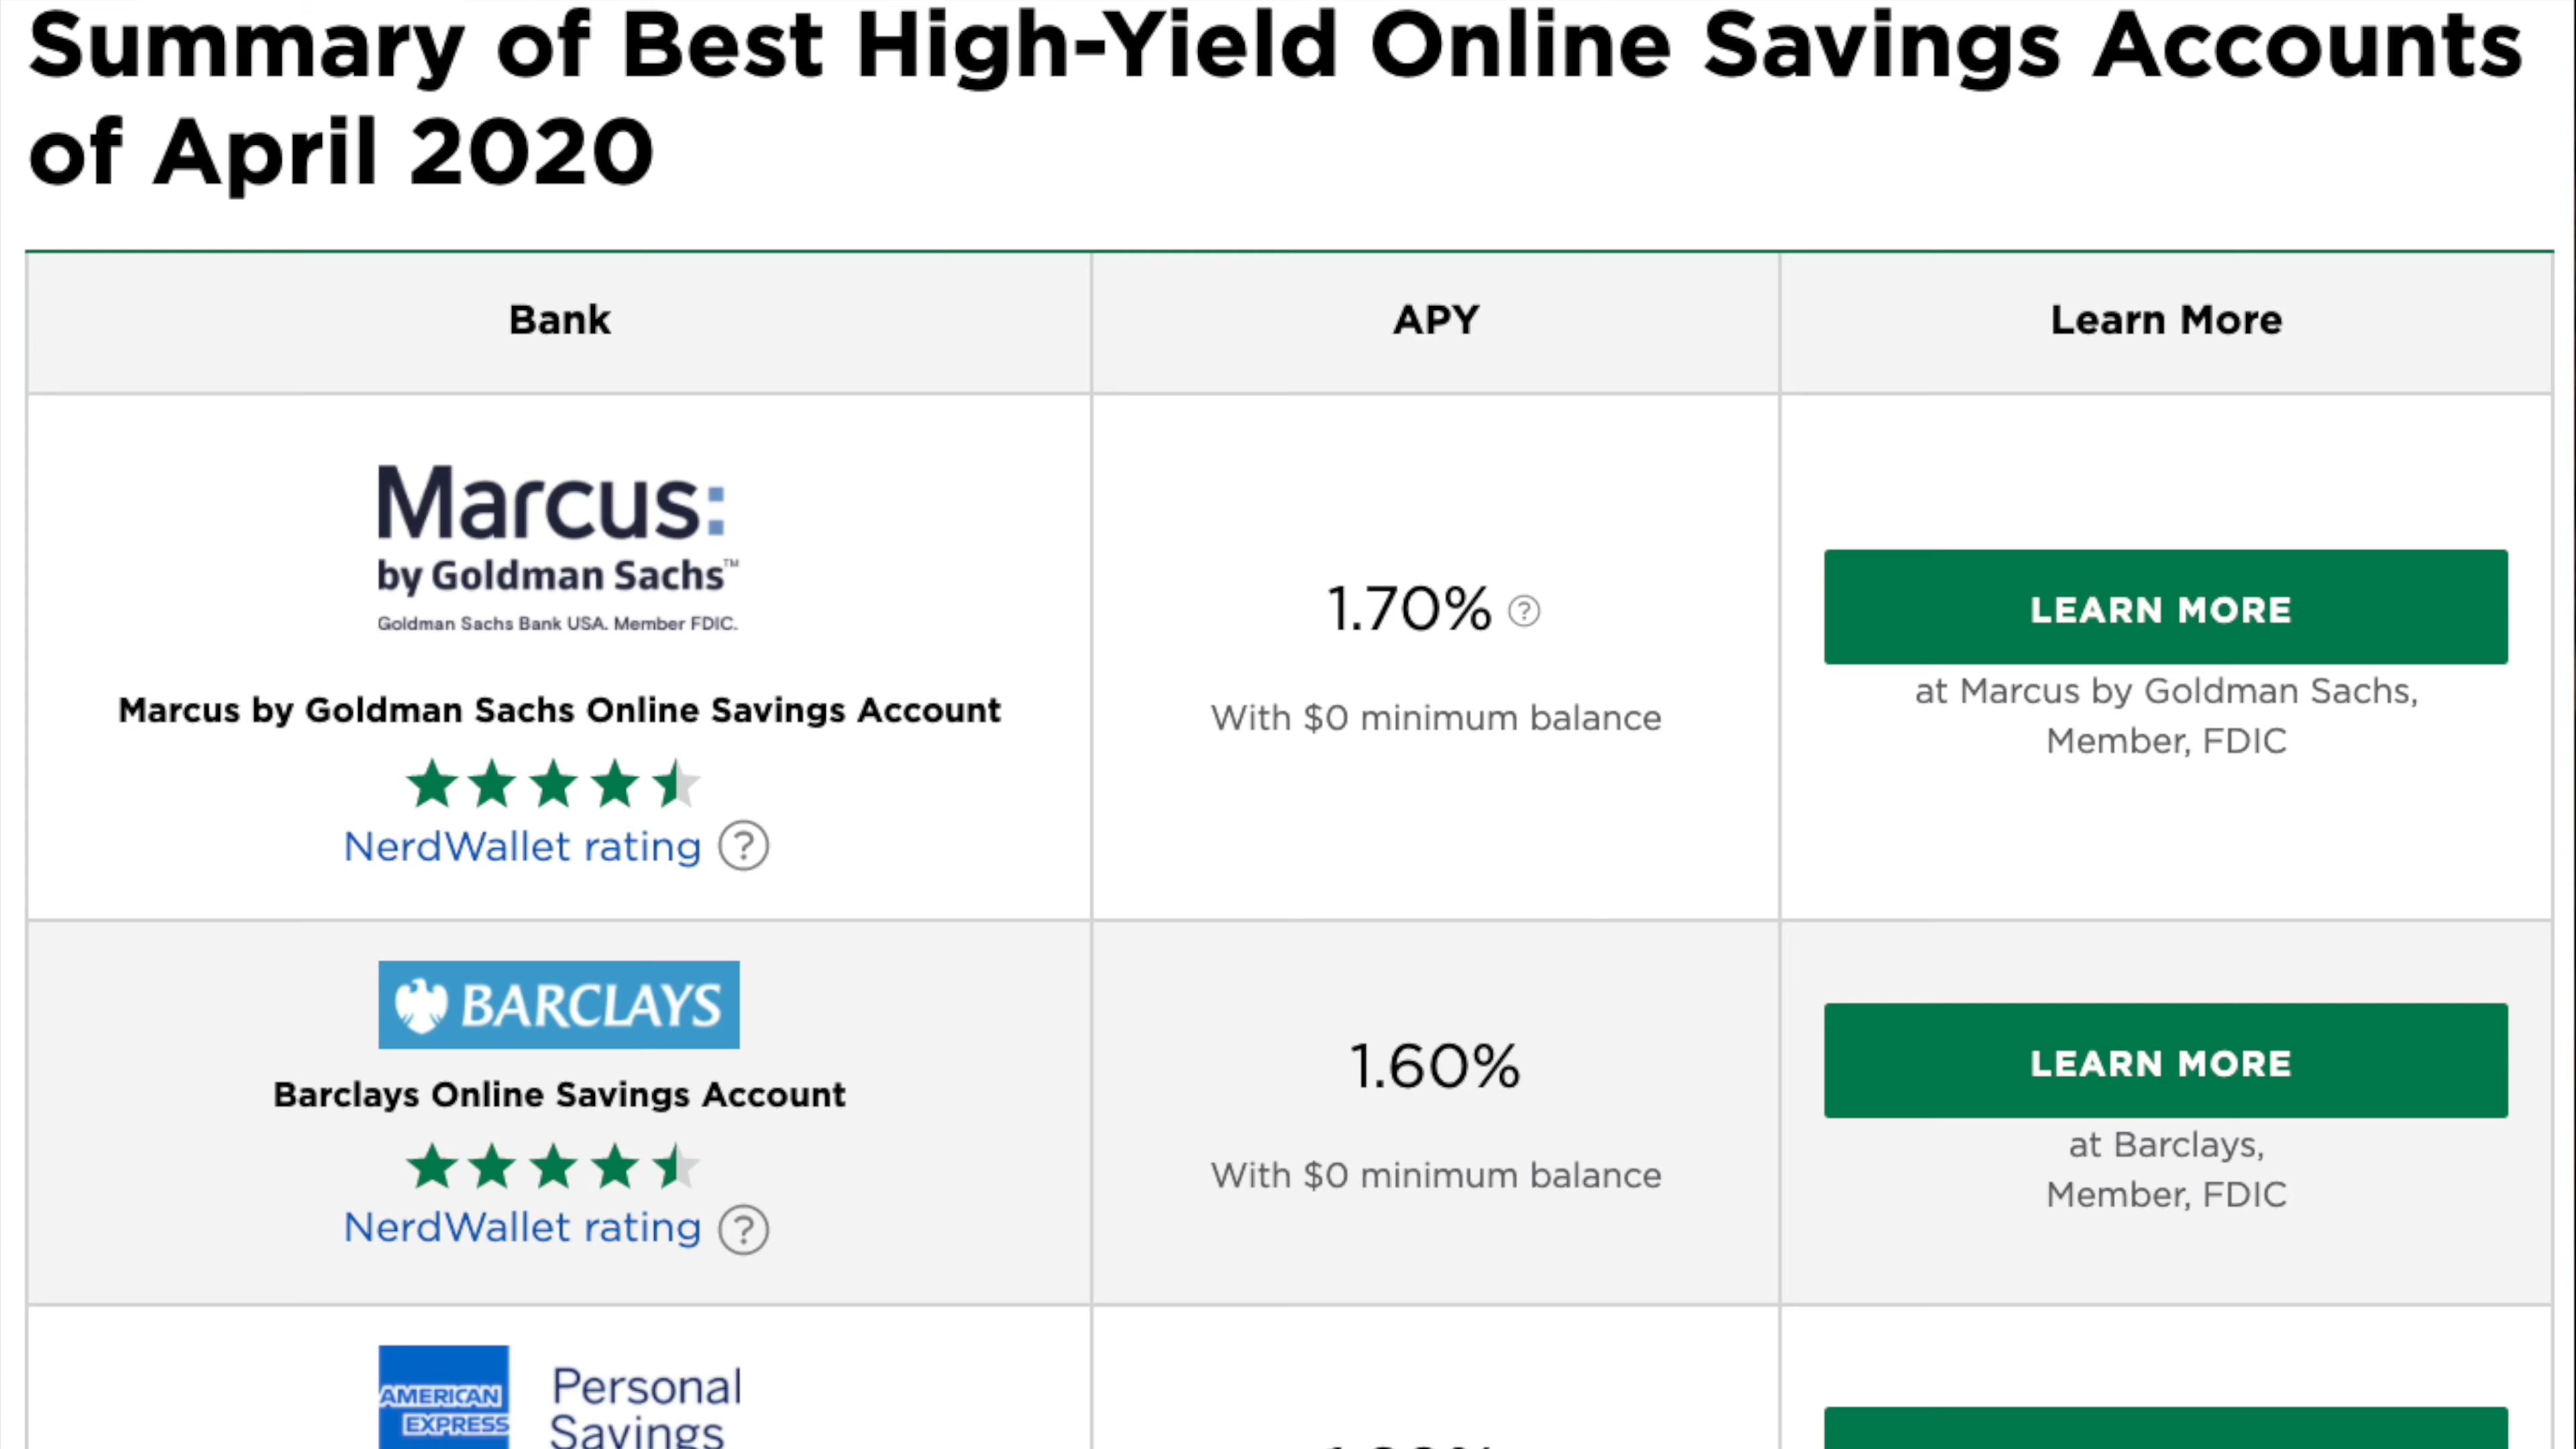 Summary of Best High-Yield Online Savings Accounts
of April 2020
Bank
APY
Learn More
Marcus:
by Goldman Sachs™
Goldman Sachs Bank USA. Member FDIC.
Marcus by Goldman Sachs Online Savings Account
NerdWallet rating ?
1.70% ?
With $0 minimum balance
LEARN MORE
at Marcus by Goldman Sachs,
Member, FDIC
BARCLAYS
Barclays Online Savings Account
NerdWallet rating ?
1.60%
With $0 minimum balance
LEARN MORE
at Barclays,
Member, FDIC
AMERICAN
EXPRESS
Personal
Savings